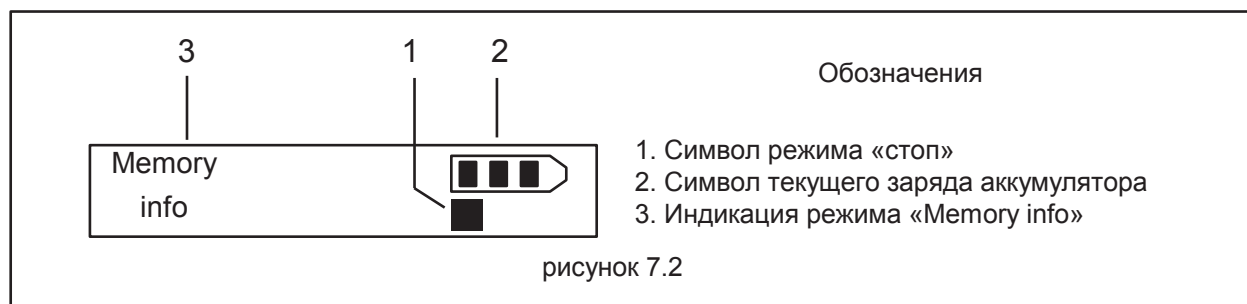 3
1
2
Обозначения
Memory
info
1. Символ режима «стоп»
2. Символ текущего заряда аккумулятора
3. Индикация режима «Memory info»
рисунок 7.2